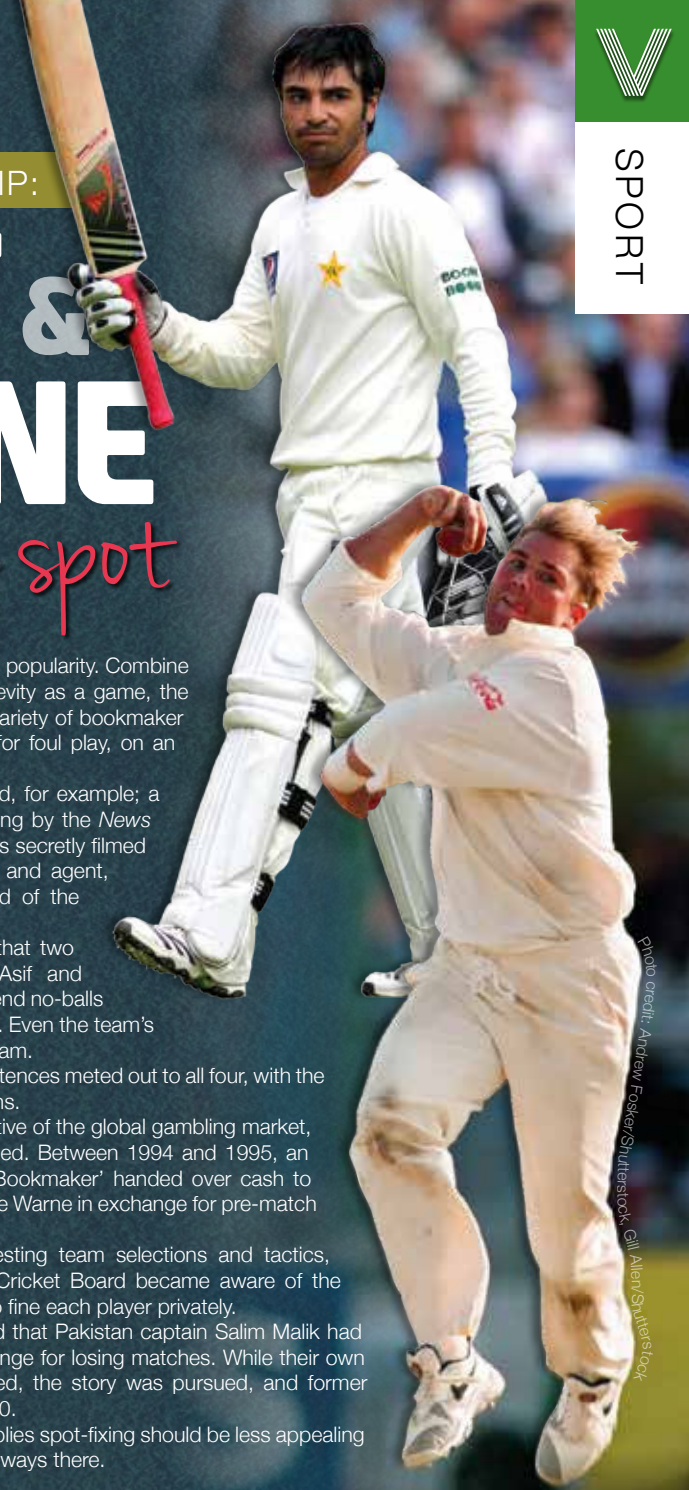 V
SPORT
IP:
&
NE
spot
popularity. Combine
evity as a game, the
ariety of bookmaker
for foul play, on an
d, for example; a
ng by the News
s secretly filmed
and agent,
d of the
that two
Asif and
end no-balls
. Even the team's
am.
tences meted out to all four, with the
ns.
tive of the global gambling market,
ed. Between 1994 and 1995, an
Bookmaker' handed over cash to
e Warne in exchange for pre-match
esting team selections and tactics,
Cricket Board became aware of the
o fine each player privately.
d that Pakistan captain Salim Malik had
nge for losing matches. While their own
ed, the story was pursued, and former
0.
plies spot-fixing should be less appealing
ways there.
BOOM
BOOM
Photo credit: Andrew Fosker/Shutterstock, Gill Allen/Shutterstock